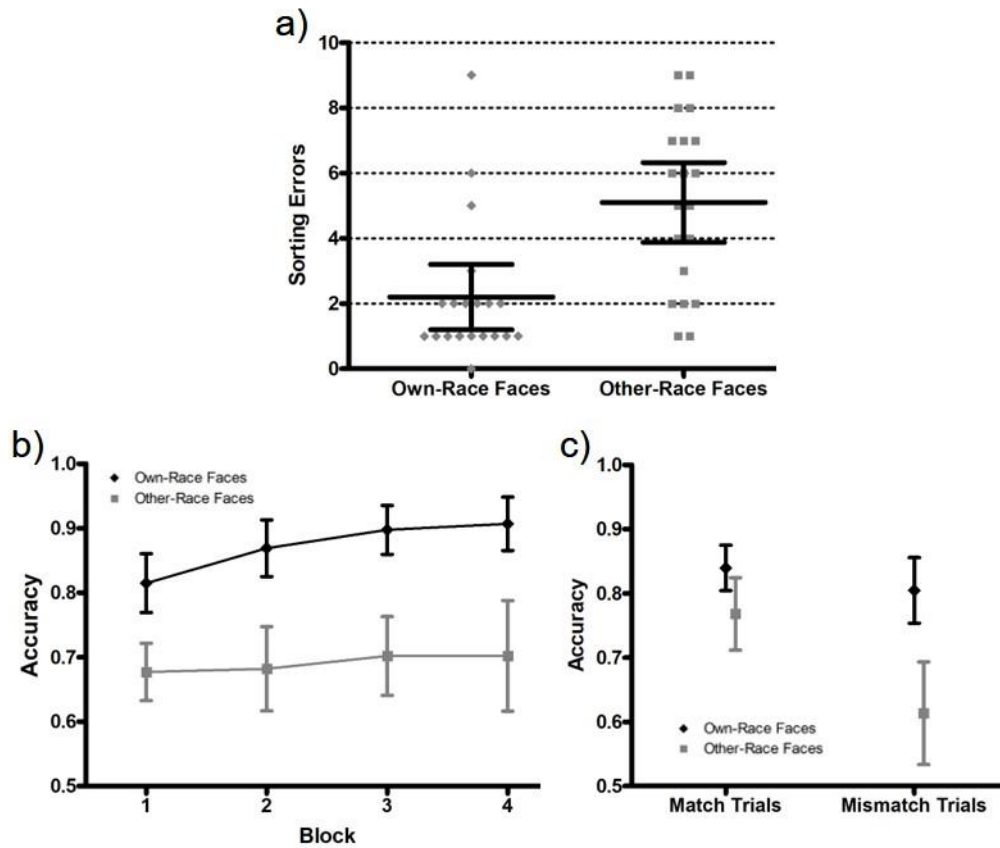 a)
10
8
6
4
2
0
Sorting Errors
Own-Race Faces
Other-Race Faces
b)
1.0
0.9
0.8
0.7
0.6
0.5
Accuracy
Own-Race Faces
Other-Race Faces
1 2 3 4
Block
c)
1.0
0.9
0.8
0.7
0.6
0.5
Accuracy
Own-Race Faces
Other-Race Faces
Match Trials
Mismatch Trials